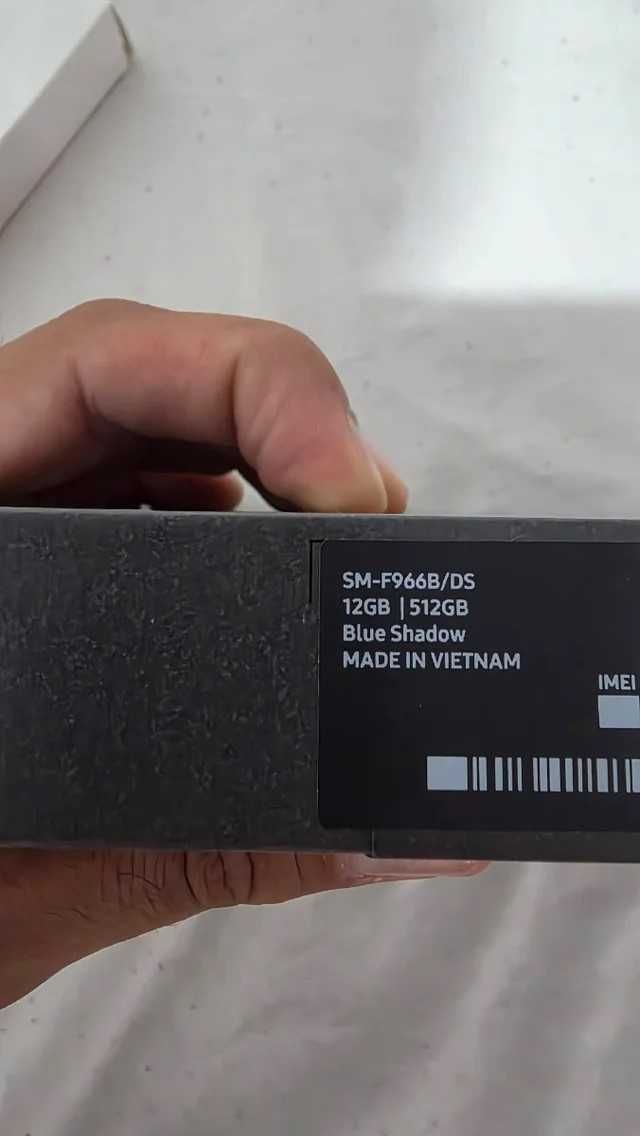 SM-F966B/DS
12GB | 512GB
Blue Shadow
MADE IN VIETNAM
IMEI